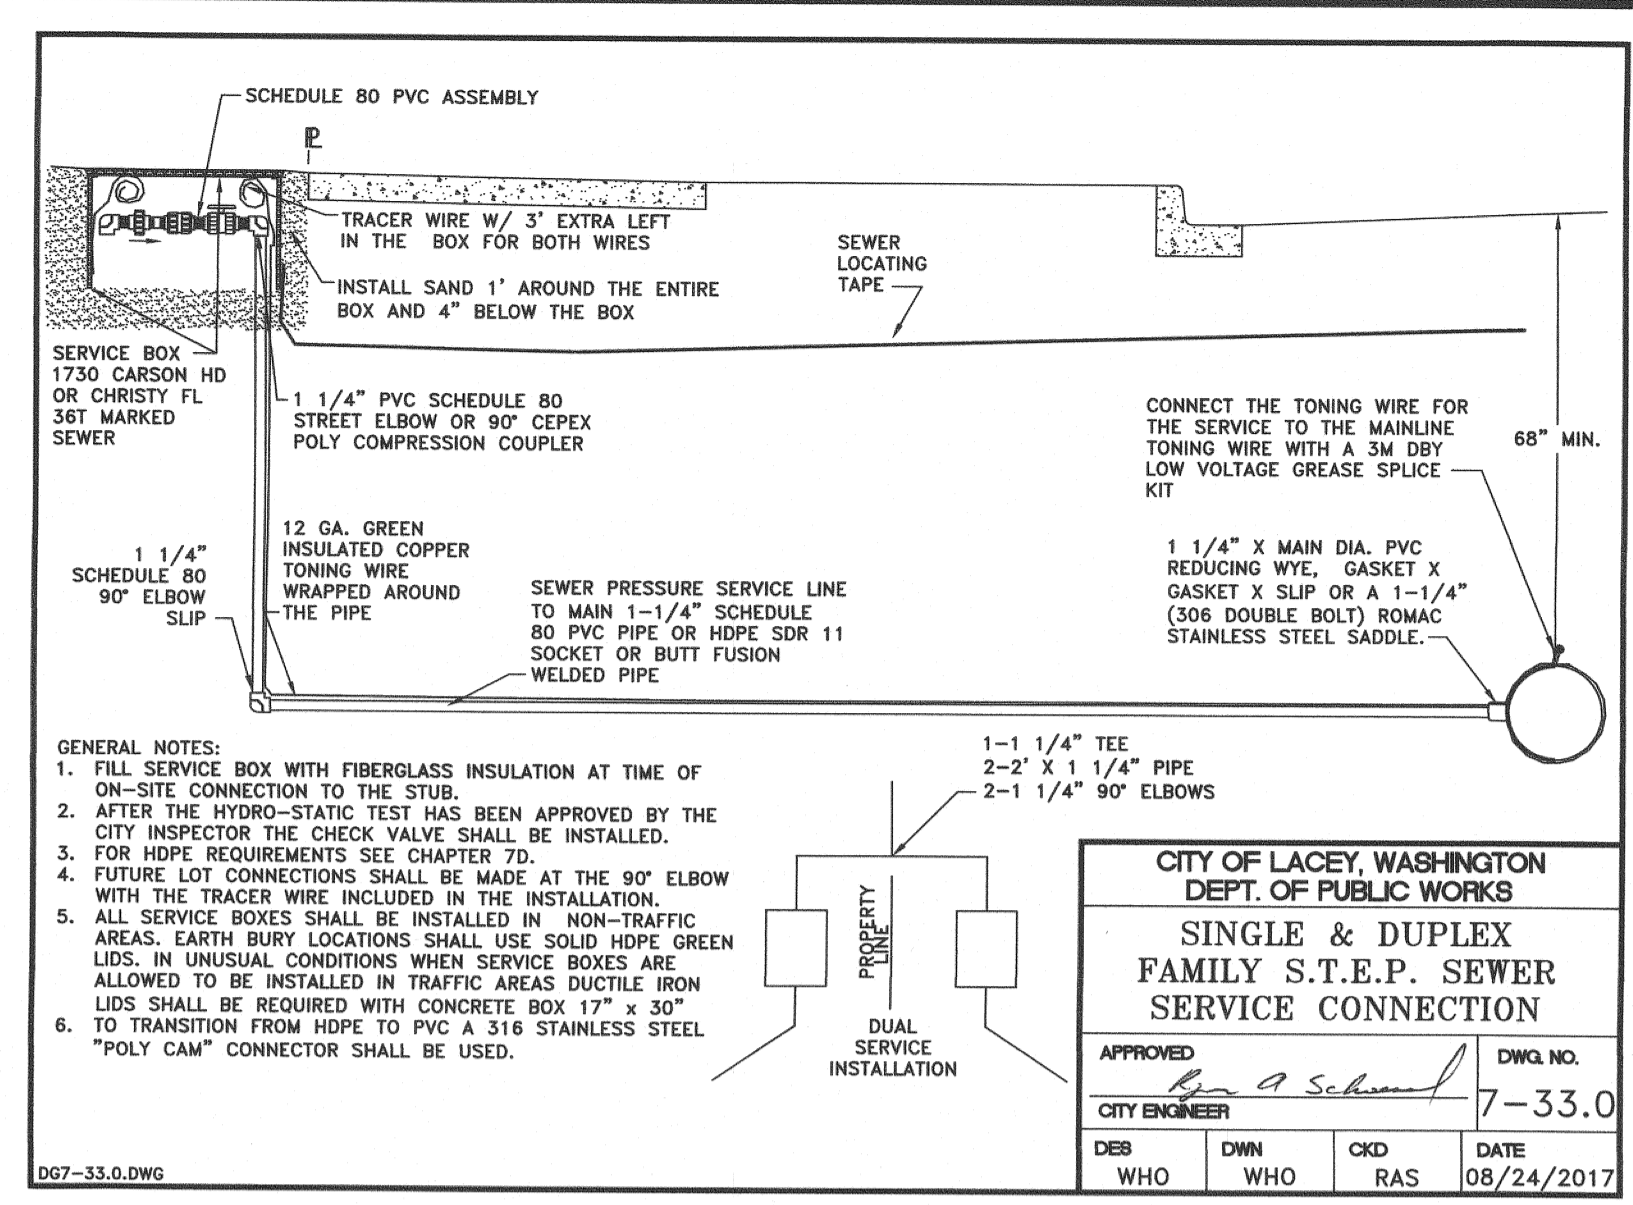 SCHEDULE 80 PVC ASSEMBLY
PL
TRACER WIRE W/ 3' EXTRA LEFT
IN THE BOX FOR BOTH WIRES
INSTALL SAND 1' AROUND THE ENTIRE
BOX AND 4" BELOW THE BOX
SEWER
LOCATING
TAPE
SERVICE BOX
1730 CARSON HD
OR CHRISTY FL
36T MARKED
SEWER
1 1/4" PVC SCHEDULE 80
STREET ELBOW OR 90° CEPEX
POLY COMPRESSION COUPLER
CONNECT THE TONING WIRE FOR
THE SERVICE TO THE MAINLINE
TONING WIRE WITH A 3M DBY
LOW VOLTAGE GREASE SPLICE
KIT
68" MIN.
1 1/4"
SCHEDULE 80
90° ELBOW
SLIP
12 GA. GREEN
INSULATED COPPER
TONING WIRE
WRAPPED AROUND
THE PIPE
SEWER PRESSURE SERVICE LINE
TO MAIN 1-1/4" SCHEDULE
80 PVC PIPE OR HDPE SDR 11
SOCKET OR BUTT FUSION
WELDED PIPE
1 1/4" X MAIN DIA. PVC
REDUCING WYE, GASKET X
GASKET X SLIP OR A 1-1/4"
(306 DOUBLE BOLT) ROMAC
STAINLESS STEEL SADDLE.
GENERAL NOTES:
1. FILL SERVICE BOX WITH FIBERGLASS INSULATION AT TIME OF
ON-SITE CONNECTION TO THE STUB.
2. AFTER THE HYDRO-STATIC TEST HAS BEEN APPROVED BY THE
CITY INSPECTOR THE CHECK VALVE SHALL BE INSTALLED.
3. FOR HDPE REQUIREMENTS SEE CHAPTER 7D.
4. FUTURE LOT CONNECTIONS SHALL BE MADE AT THE 90° ELBOW
WITH THE TRACER WIRE INCLUDED IN THE INSTALLATION.
5. ALL SERVICE BOXES SHALL BE INSTALLED IN NON-TRAFFIC
AREAS. EARTH BURY LOCATIONS SHALL USE SOLID HDPE GREEN
LIDS. IN UNUSUAL CONDITIONS WHEN SERVICE BOXES ARE
ALLOWED TO BE INSTALLED IN TRAFFIC AREAS DUCTILE IRON
LIDS SHALL BE REQUIRED WITH CONCRETE BOX 17" x 30"
6. TO TRANSITION FROM HDPE TO PVC A 316 STAINLESS STEEL
"POLY CAM" CONNECTOR SHALL BE USED.
1-1 1/4" TEE
2-2' X 1 1/4" PIPE
2-1 1/4" 90° ELBOWS
PROPERTY
LINE
DUAL
SERVICE
INSTALLATION
CITY OF LACEY, WASHINGTON
DEPT. OF PUBLIC WORKS
SINGLE & DUPLEX
FAMILY S.T.E.P. SEWER
SERVICE CONNECTION
APPROVED
CITY ENGINEER
DWG. NO.
7-33.0
DES
WHO
DWN
WHO
CKD
RAS
DATE
08/24/2017
DG7-33.0.DWG